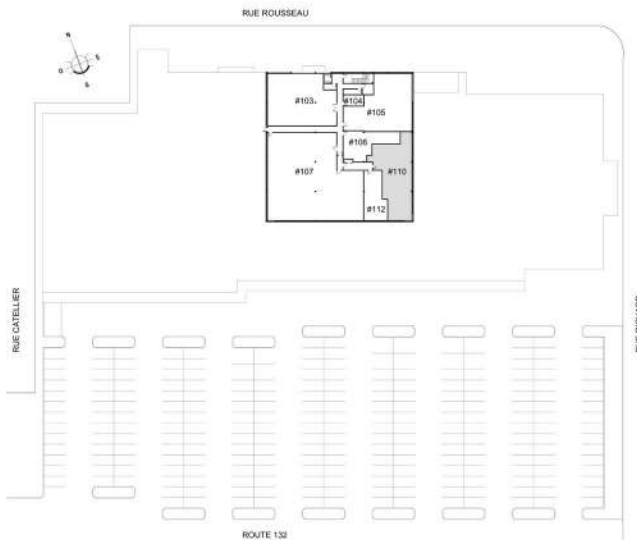 RUE ROUSSEAU
N
E
O
S
#103
#104
#105
#106
#107
#110
#112
RUE CATELLIER
ROUTE 132